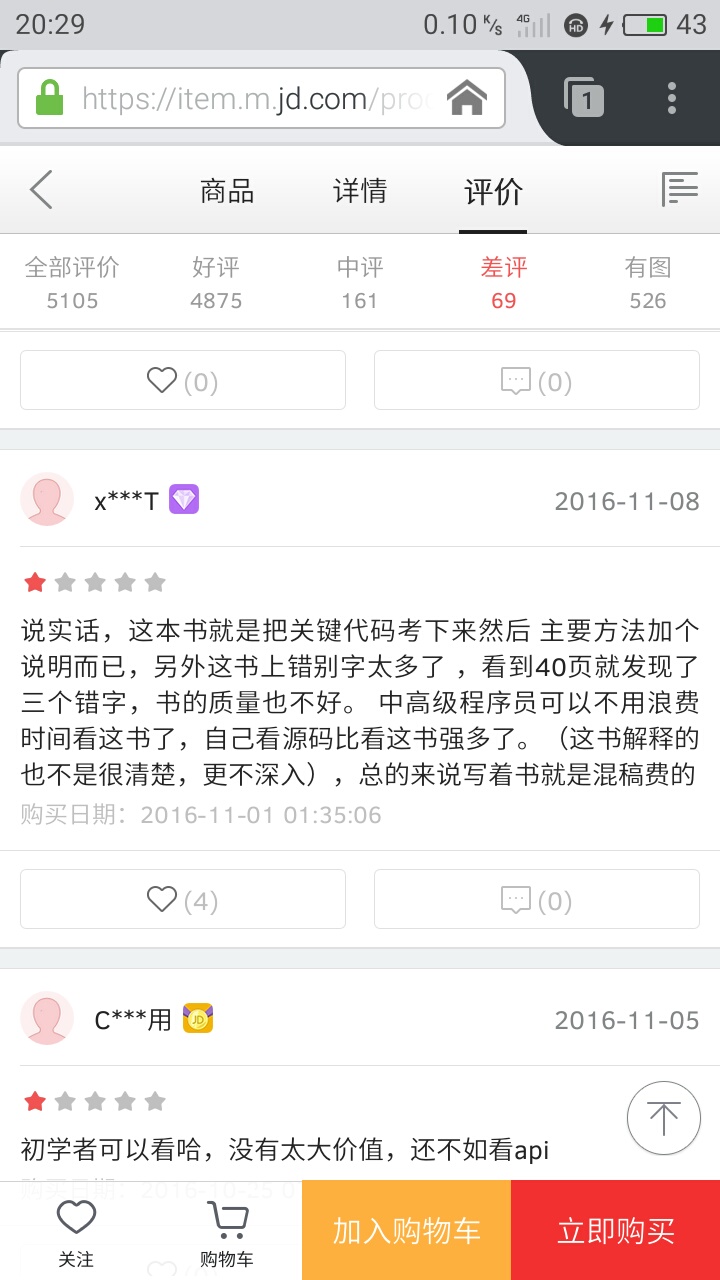 20:29 0.10 K/S 4G HD 43
https://item.m.jd.com/pro 1
商品 详情 评价
全部评价 好评 中评 差评 有图
5105 4875 161 69 526
(0) (0)
x***T 2016-11-08
说实话，这本书就是把关键代码考下来然后 主要方法加个
说明而已，另外这书上错别字太多了 ，看到40页就发现了
三个错字，书的质量也不好。 中高级程序员可以不用浪费
时间看这书了，自己看源码比看这书强多了。（这书解释的
也不是很清楚，更不深入），总的来说写着书就是混稿费的
购买日期：2016-11-01 01:35:06
(4) (0)
C***用 JD 2016-11-05
初学者可以看哈，没有太大价值，还不如看api
购买日期：2016-10-25 0
关注 购物车 加入购物车 立即购买